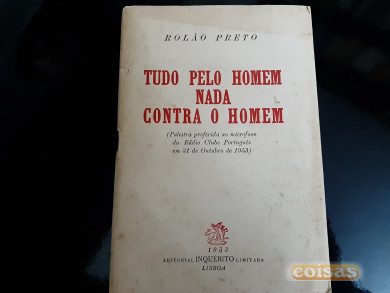 ROLÃO PRETO
TUDO PELO HOMEM
NADA
CONTRA O HOMEM
(Palestra proferida ao microfone
do Rádio Clube Português
em 31 de Outubro de 1953)
1953
EDITORIAL INQUÉRITO LIMITADA
LISBOA
coisas